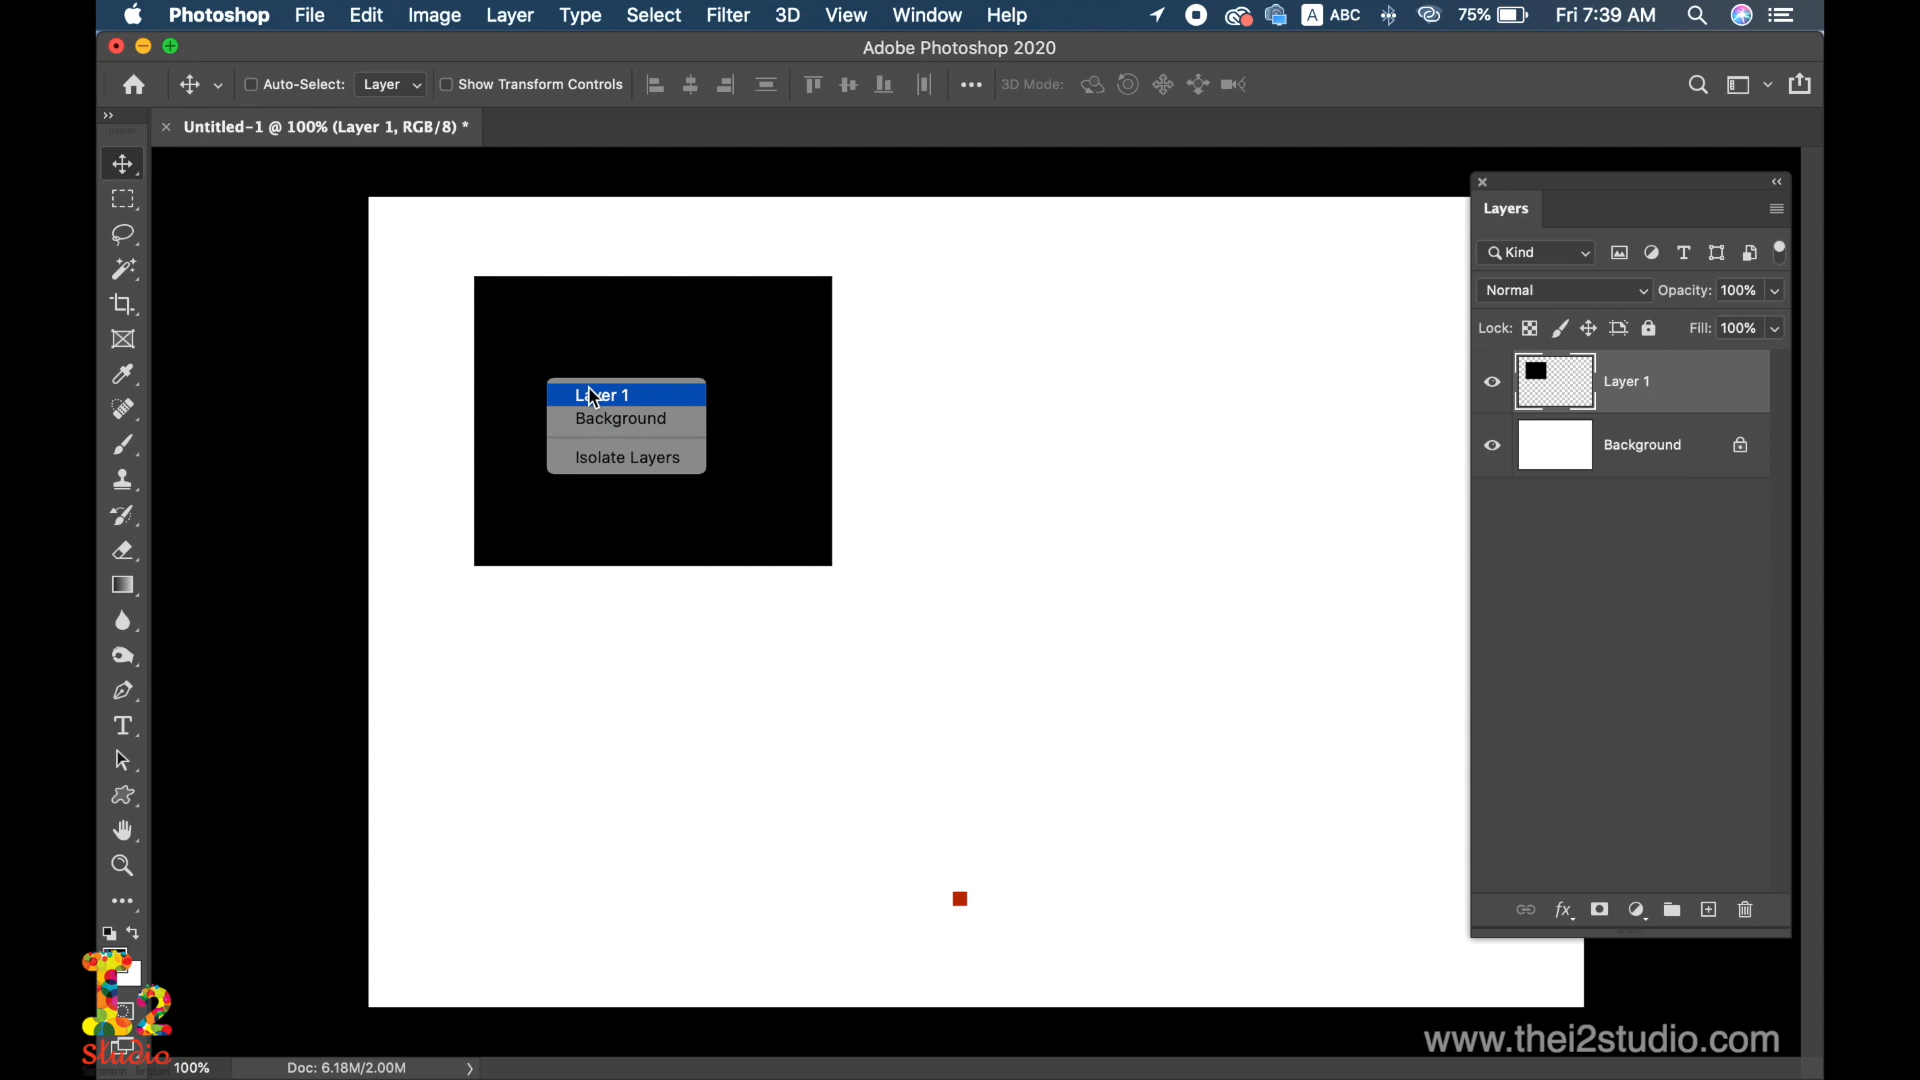 Photoshop File Edit Image Layer Type Select Filter 3D View Window Help A ABC 75% Fri 7:39 AM
Adobe Photoshop 2020
Auto-Select: Layer Show Transform Controls 3D Mode:
Untitled-1 @ 100% (Layer 1, RGB/8) *
Layers
Kind
Normal Opacity: 100%
Lock: Fill: 100%
Layer 1
Background
Layer 1
Background
Isolate Layers
fx
12
Studio
www.thei2studio.com
100% Doc: 6.18M/2.00M